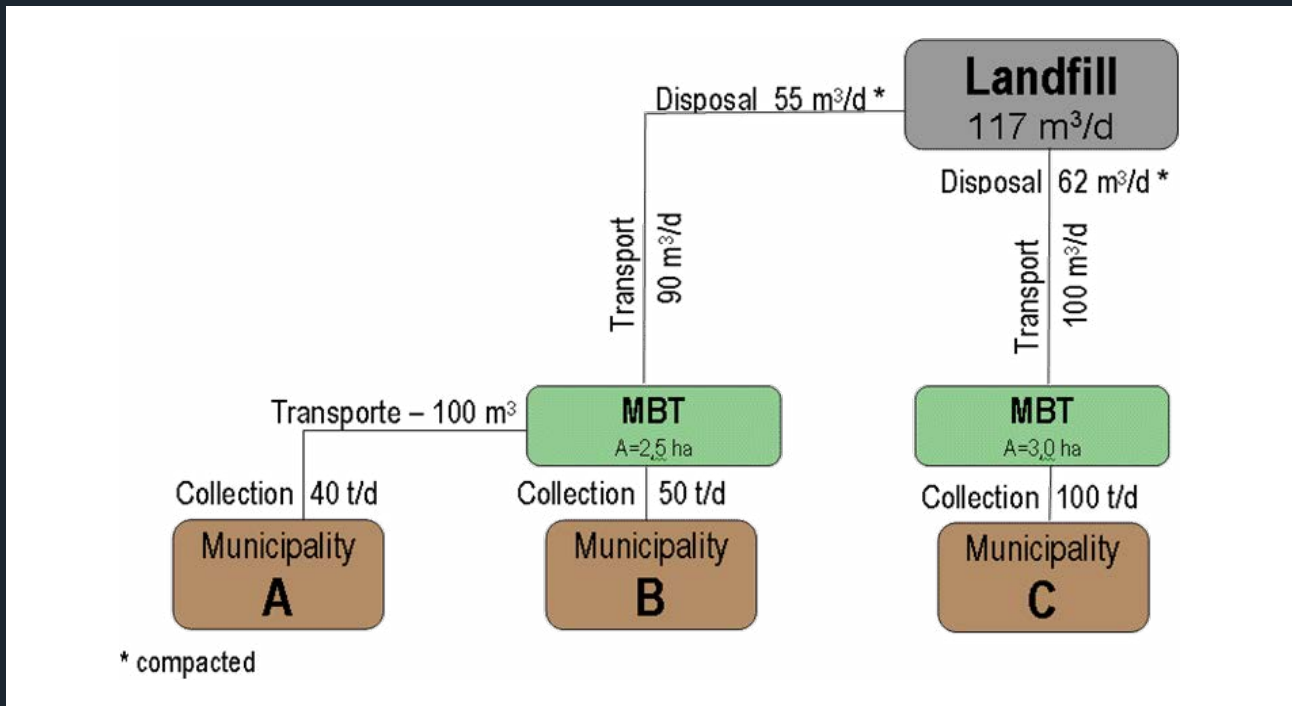 Landfill
117 m³/d
Disposal 55 m³/d *
Disposal 62 m³/d *
Transport 90 m³/d
Transport 100 m³/d
Transporte – 100 m³
MBT
A=2,5 ha
MBT
A=3,0 ha
Collection 40 t/d
Collection 50 t/d
Collection 100 t/d
Municipality
A
Municipality
B
Municipality
C
* compacted